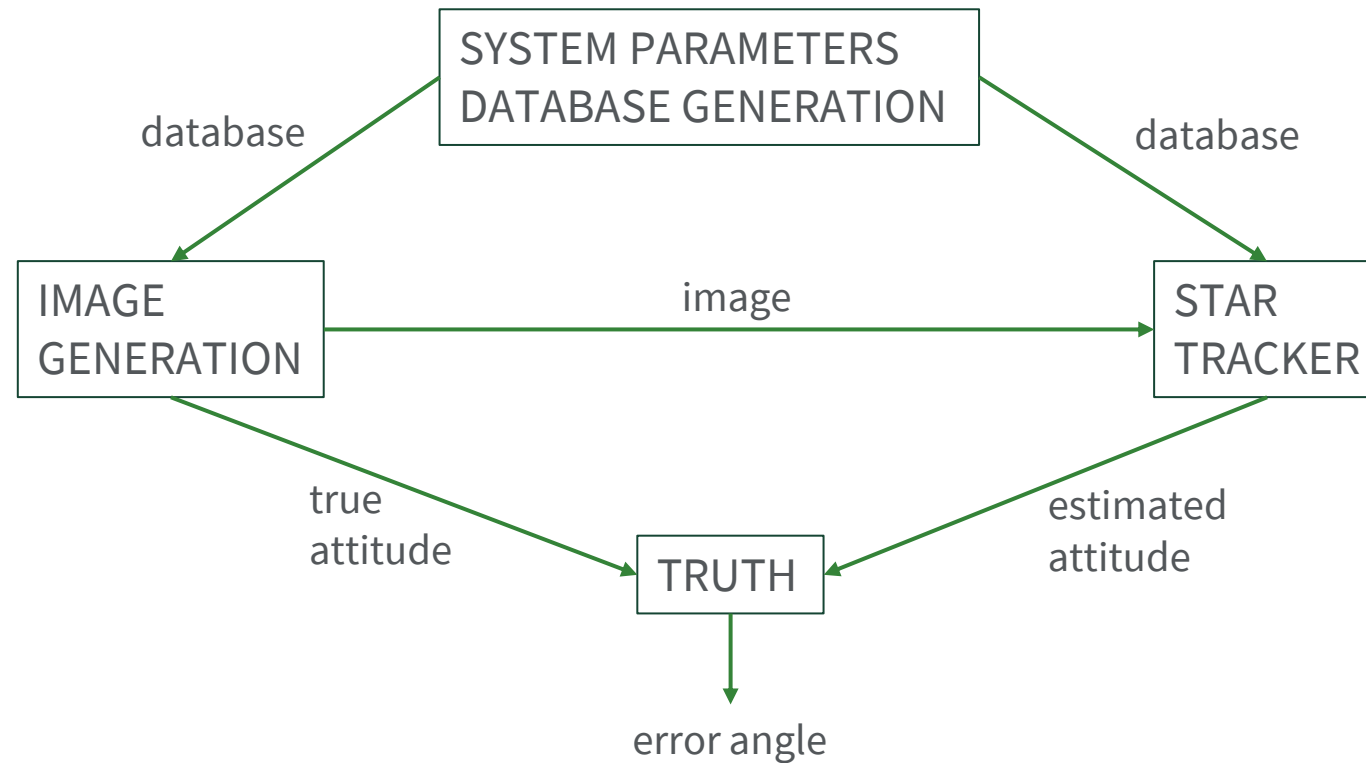 SYSTEM PARAMETERS
DATABASE GENERATION
database
database
IMAGE
GENERATION
image
STAR
TRACKER
true
attitude
estimated
attitude
TRUTH
error angle